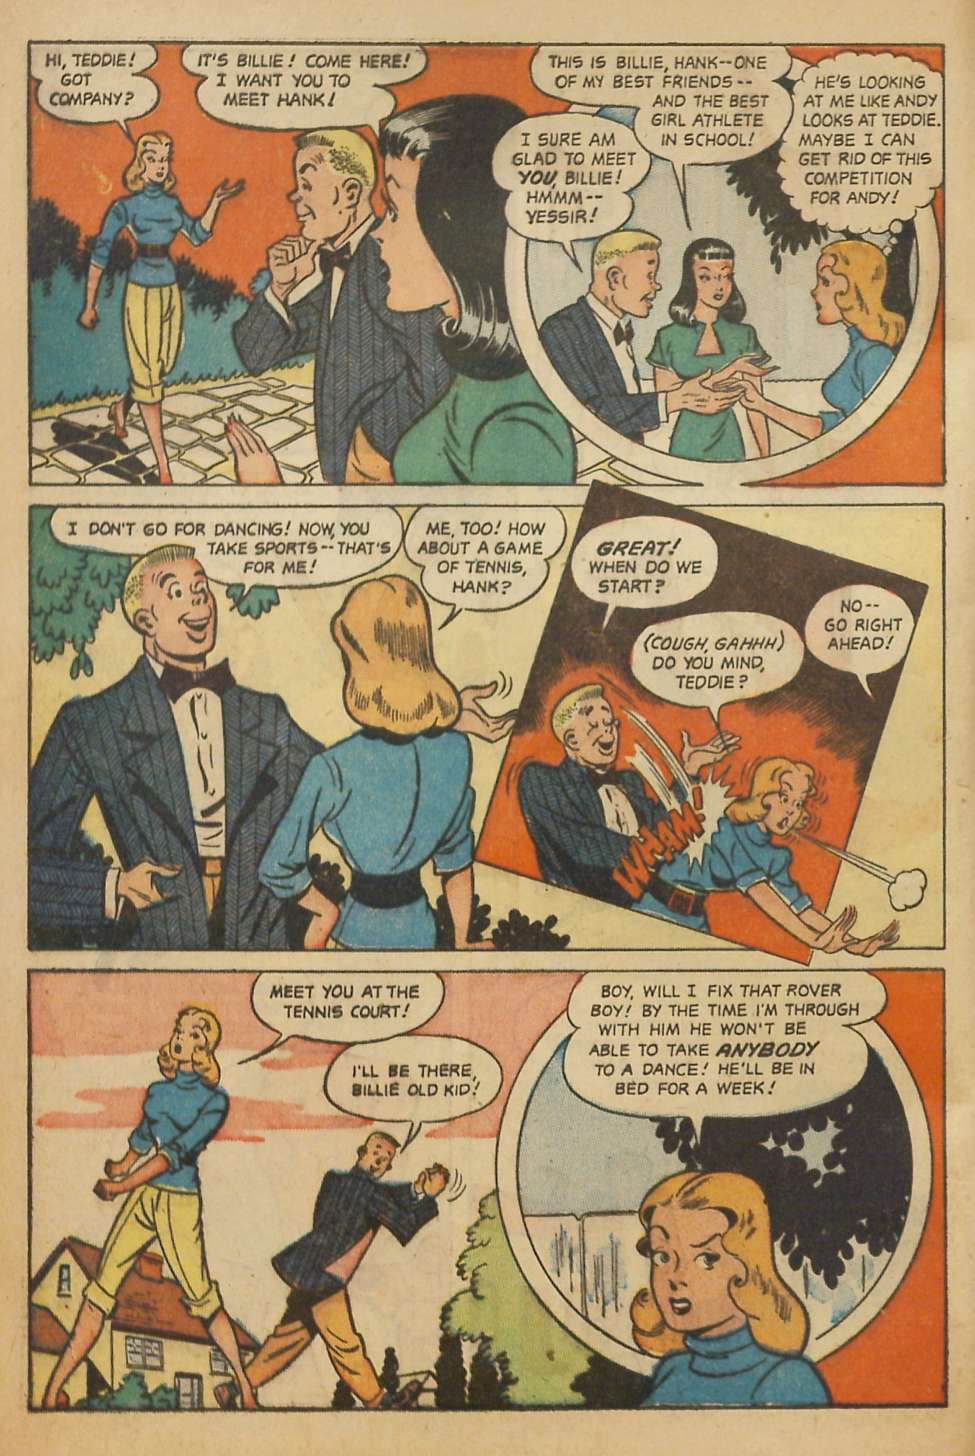 HI, TEDDIE!
GOT
COMPANY?
IT'S BILLIE! COME HERE!
I WANT YOU TO
MEET HANK!
I SURE AM
GLAD TO MEET
YOU, BILLIE!
HMMM--
YESSIR!
THIS IS BILLIE, HANK--ONE
OF MY BEST FRIENDS--
AND THE BEST
GIRL ATHLETE
IN SCHOOL!
HE'S LOOKING
AT ME LIKE ANDY
LOOKS AT TEDDIE.
MAYBE I CAN
GET RID OF THIS
COMPETITION
FOR ANDY!
I DON'T GO FOR DANCING! NOW, YOU
TAKE SPORTS--THAT'S
FOR ME!
ME, TOO! HOW
ABOUT A GAME
OF TENNIS,
HANK?
GREAT!
WHEN DO WE
START?
(COUGH, GAHHH)
DO YOU MIND,
TEDDIE?
NO--
GO RIGHT
AHEAD!
WHAM!
MEET YOU AT THE
TENNIS COURT!
I'LL BE THERE,
BILLIE OLD KID!
BOY, WILL I FIX THAT ROVER
BOY! BY THE TIME I'M THROUGH
WITH HIM HE WON'T BE
ABLE TO TAKE ANYBODY
TO A DANCE! HE'LL BE IN
BED FOR A WEEK!